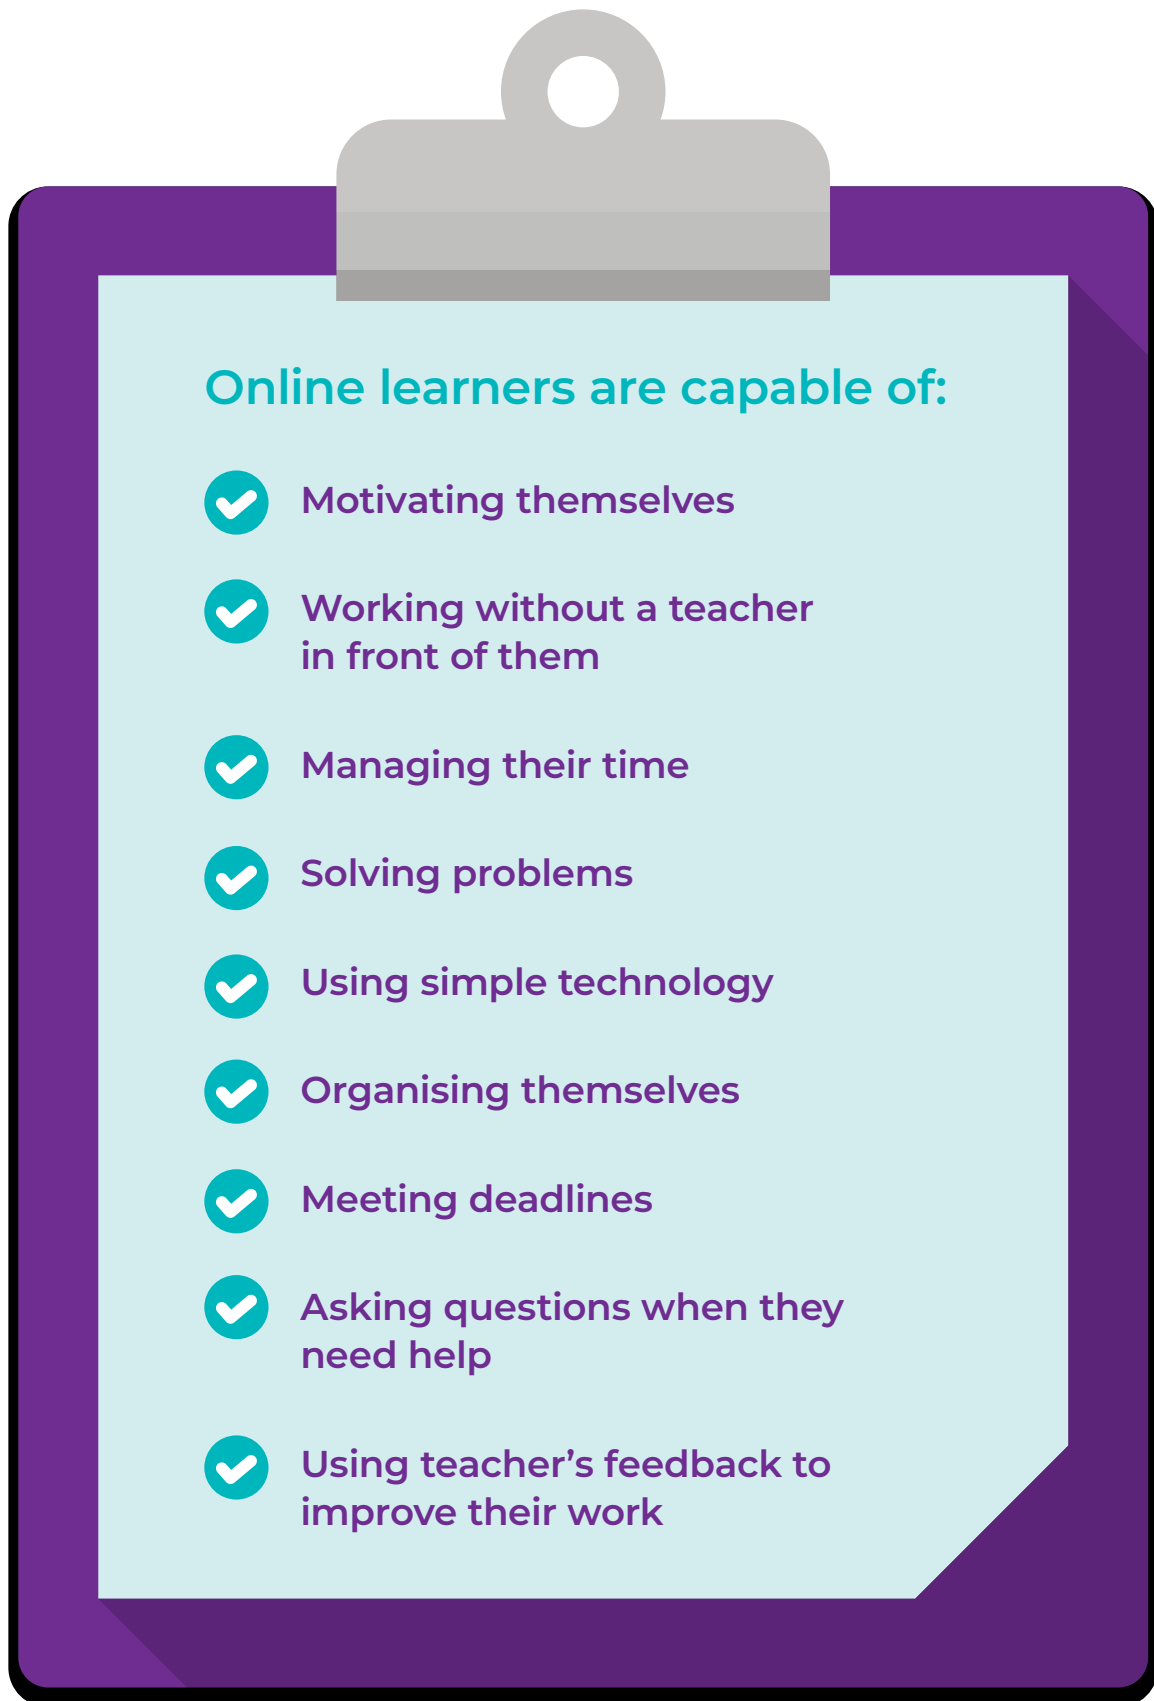 Online learners are capable of:
Motivating themselves
Working without a teacher
in front of them
Managing their time
Solving problems
Using simple technology
Organising themselves
Meeting deadlines
Asking questions when they
need help
Using teacher’s feedback to
improve their work